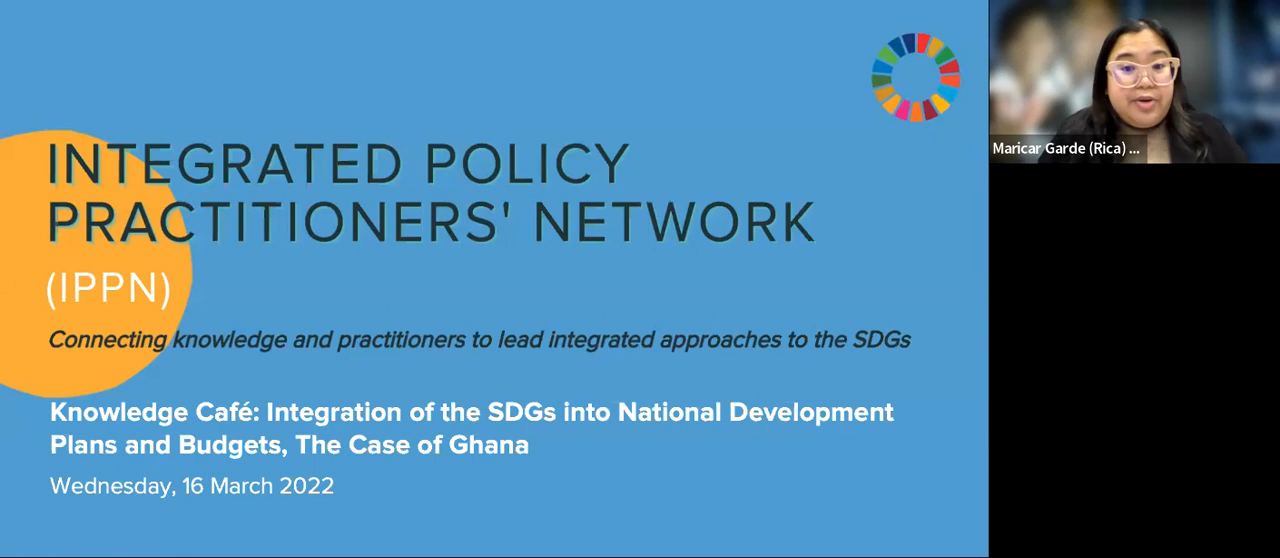 INTEGRATED POLICY
PRACTITIONERS' NETWORK
(IPPN)
Connecting knowledge and practitioners to lead integrated approaches to the SDGs
Knowledge Café: Integration of the SDGs into National Development
Plans and Budgets, The Case of Ghana
Wednesday, 16 March 2022
Maricar Garde (Rica) ...